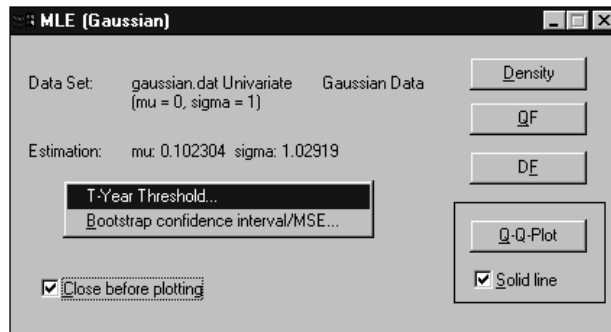 MLE (Gaussian)
Data Set: gaussian.dat Univariate Gaussian Data
(mu = 0, sigma = 1)
Estimation: mu: 0.102304 sigma: 1.02919
T-Year Threshold...
Bootstrap confidence interval/MSE...
Close before plotting
Density
QF
DF
Q-Q-Plot
Solid line